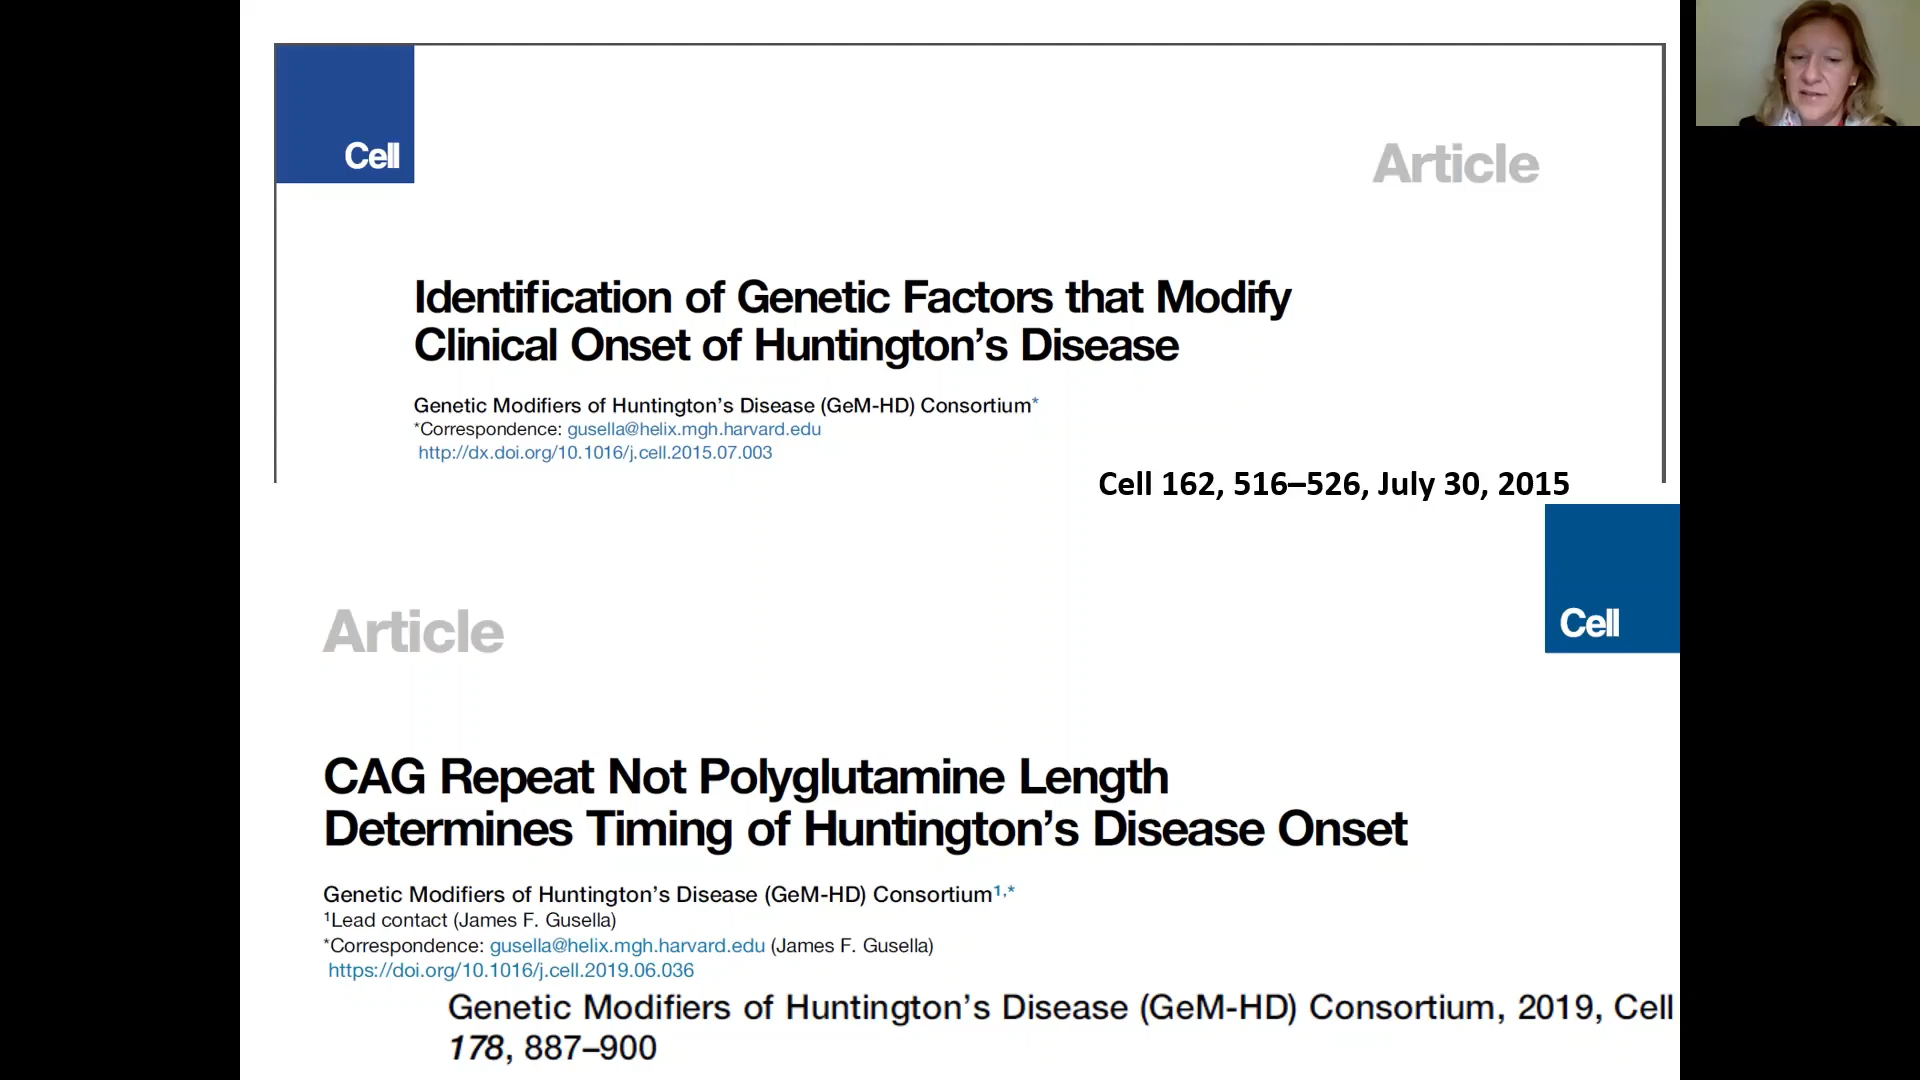 Cell
Article
Identification of Genetic Factors that Modify
Clinical Onset of Huntington’s Disease
Genetic Modifiers of Huntington’s Disease (GeM-HD) Consortium*
*Correspondence: gusella@helix.mgh.harvard.edu
http://dx.doi.org/10.1016/j.cell.2015.07.003
Cell 162, 516–526, July 30, 2015
Cell
Article
CAG Repeat Not Polyglutamine Length
Determines Timing of Huntington’s Disease Onset
Genetic Modifiers of Huntington’s Disease (GeM-HD) Consortium1,*
1Lead contact (James F. Gusella)
*Correspondence: gusella@helix.mgh.harvard.edu (James F. Gusella)
https://doi.org/10.1016/j.cell.2019.06.036
Genetic Modifiers of Huntington’s Disease (GeM-HD) Consortium, 2019, Cell
178, 887–900